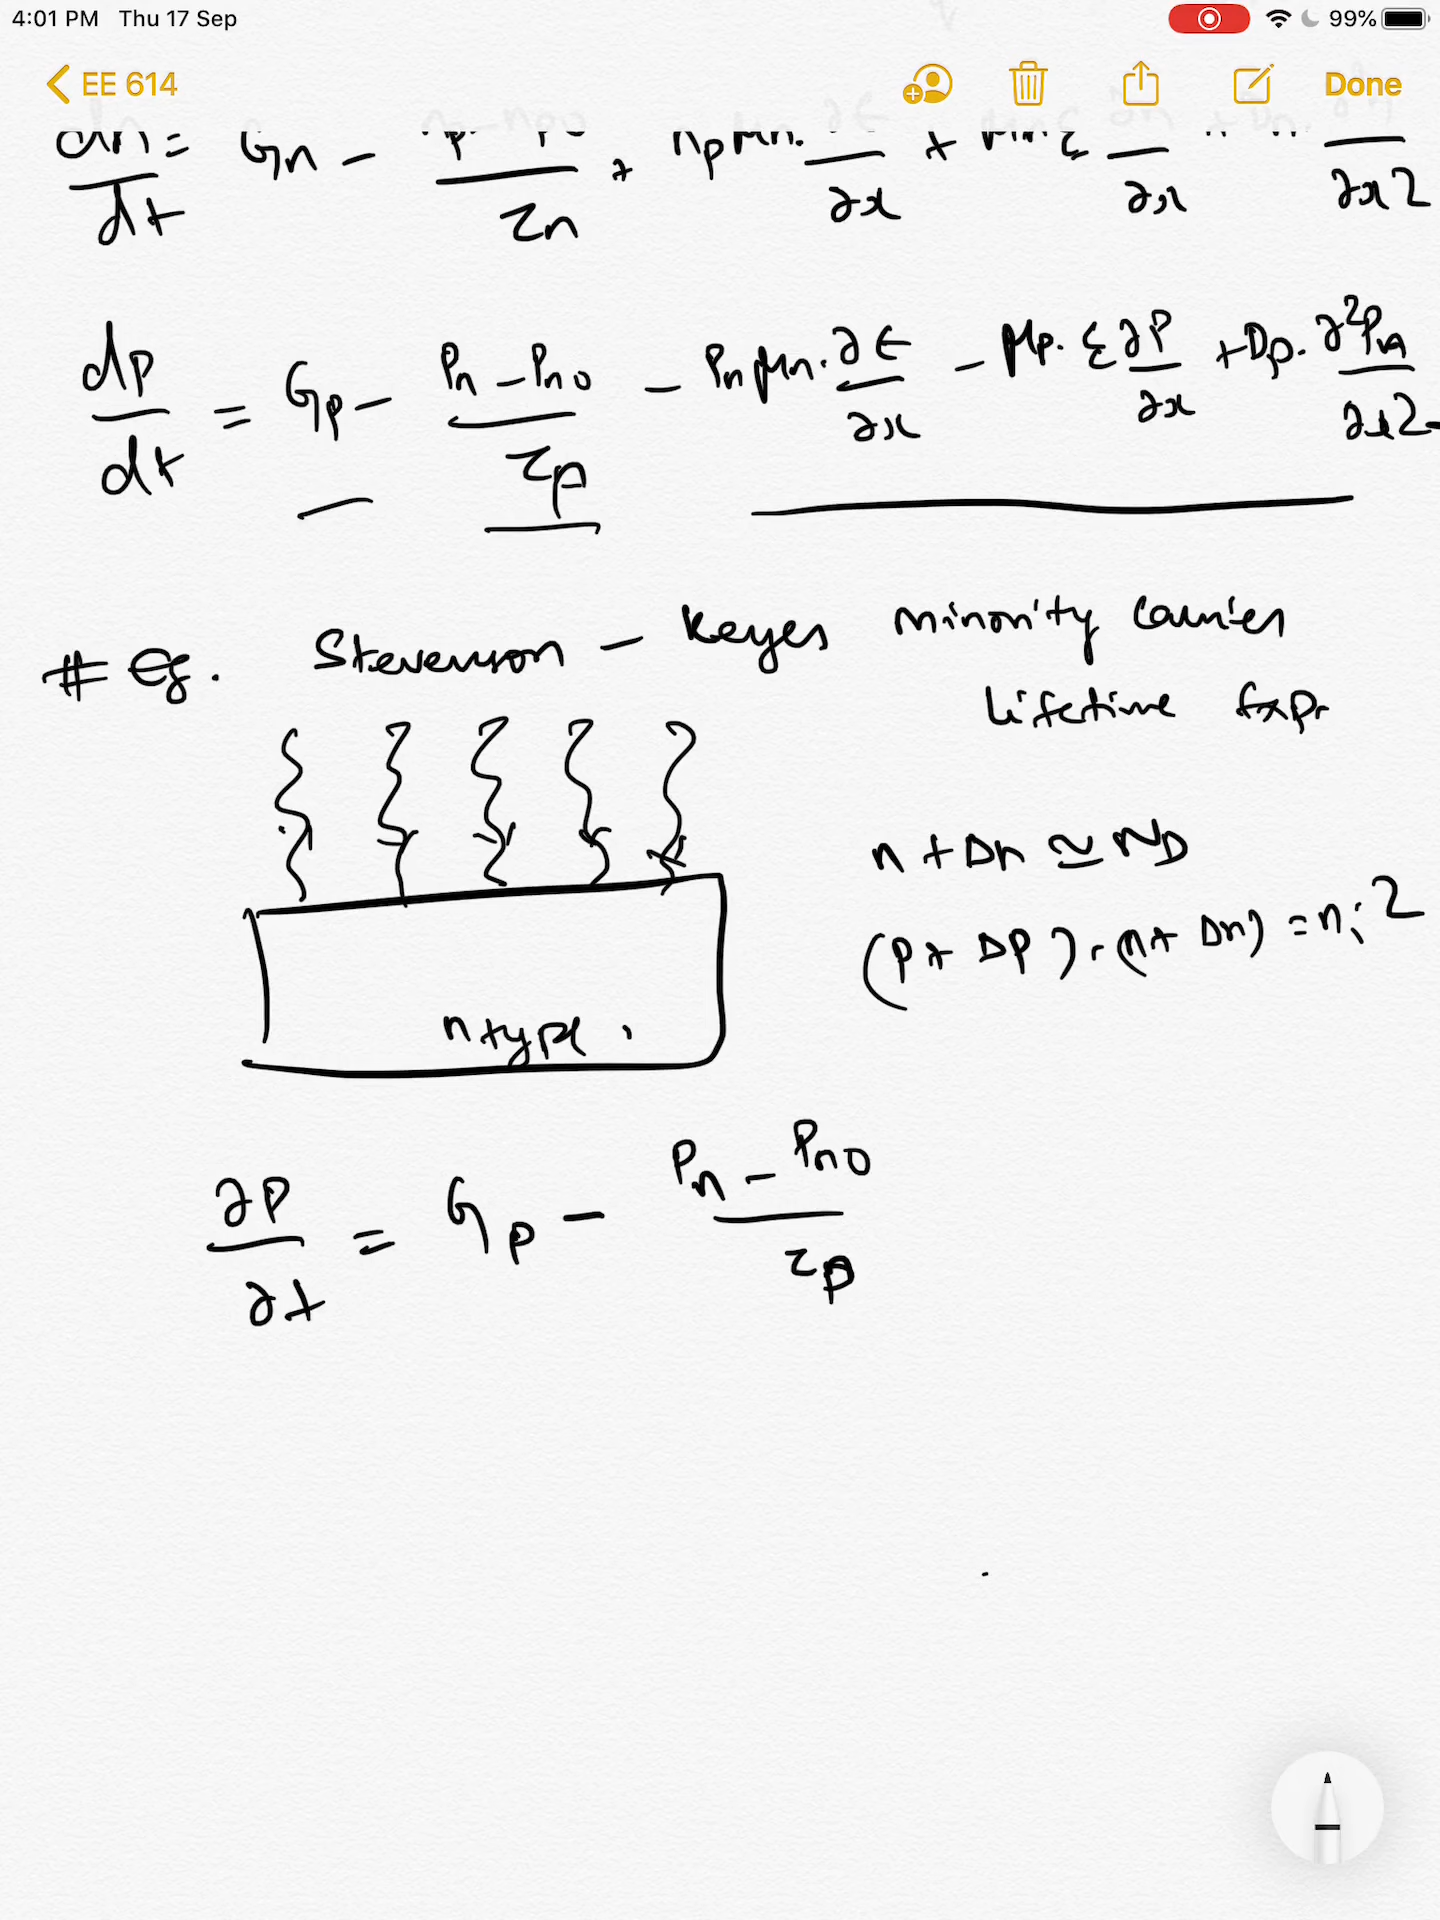 4:01 PM Thu 17 Sep 99%
EE 614 Done
dn/dt = Gn - / τn + npμn. /∂x + ε /∂x /∂x2
dp/dt = Gp - Pn - Pno / τp - Pn μn. ∂ε/∂x - μp. ε ∂P/∂x + Dp. ∂²Pn/∂x2
# Eg. Stevenson - Keyes minority carrier
lifetime Expr
n + Δn ≃ ND
(P + ΔP). (n + Δn) = ni2
n type
∂P/∂t = Gp - Pn - Pno / τp